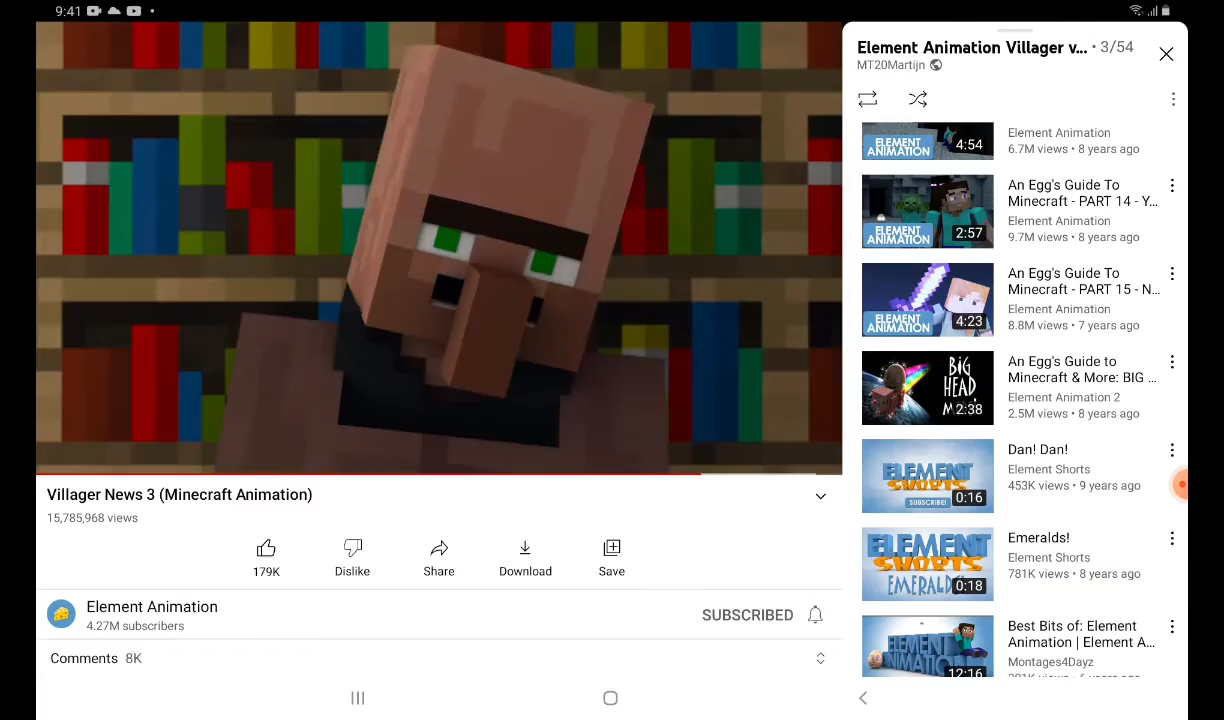 9:41
Element Animation Villager v... • 3/54
MT20Martijn
ELEMENT
ANIMATION
4:54
Element Animation
6.7M views • 8 years ago
ELEMENT
ANIMATION
2:57
An Egg's Guide To
Minecraft - PART 14 - Y...
Element Animation
9.7M views • 8 years ago
ELEMENT
ANIMATION
4:23
An Egg's Guide To
Minecraft - PART 15 - N...
Element Animation
8.8M views • 7 years ago
BIG
HEAD
2:38
An Egg's Guide to
Minecraft & More: BIG ...
Element Animation 2
2.5M views • 8 years ago
ELEMENT
SHORTS
SUBSCRIBE!
0:16
Dan! Dan!
Element Shorts
453K views • 9 years ago
ELEMENT
SHORTS
0:18
Emeralds!
Element Shorts
781K views • 8 years ago
ELEMENT
ANIMATION
12:16
Best Bits of: Element
Animation | Element A...
Montages4Dayz
Villager News 3 (Minecraft Animation)
15,785,968 views
179K
Dislike
Share
Download
Save
Element Animation
4.27M subscribers
SUBSCRIBED
Comments 8K